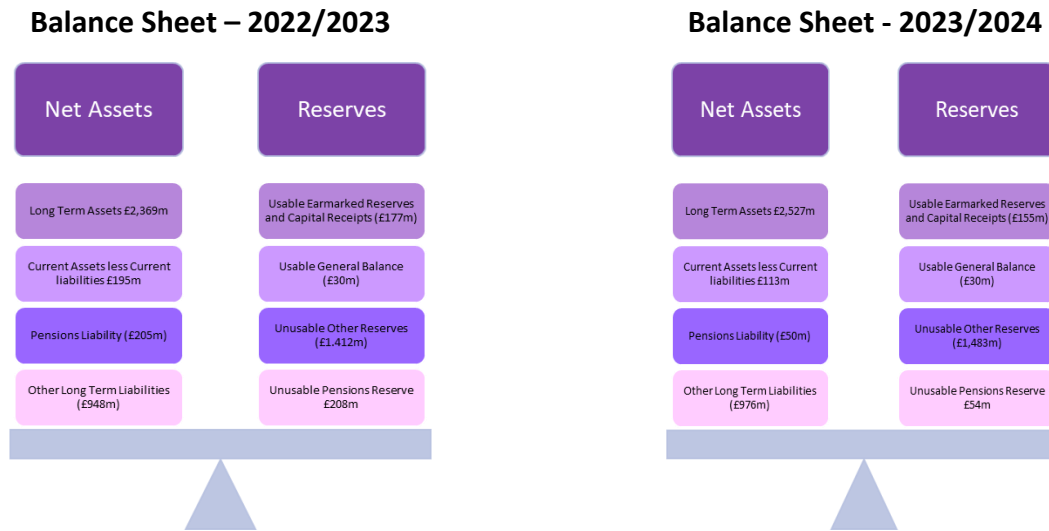 Balance Sheet – 2022/2023
Net Assets
Reserves
Long Term Assets £2,369m
Usable Earmarked Reserves
and Capital Receipts (£177m)
Current Assets less Current
liabilities £195m
Usable General Balance
(£30m)
Pensions Liability (£205m)
Unusable Other Reserves
(£1.412m)
Other Long Term Liabilities
(£948m)
Unusable Pensions Reserve
£208m
Balance Sheet - 2023/2024
Net Assets
Reserves
Long Term Assets £2,527m
Usable Earmarked Reserves
and Capital Receipts (£155m)
Current Assets less Current
liabilities £113m
Usable General Balance
(£30m)
Pensions Liability (£50m)
Unusable Other Reserves
(£1,483m)
Other Long Term Liabilities
(£976m)
Unusable Pensions Reserve
£54m